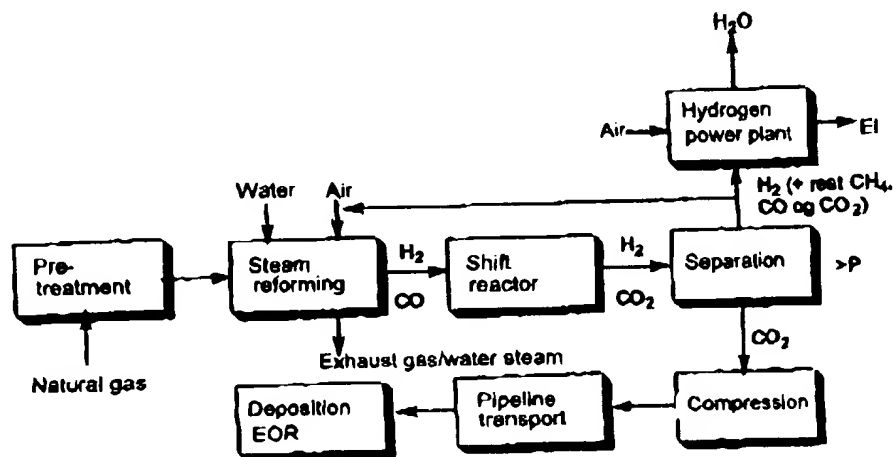 H2O
Hydrogen
power plant
Air
El
H2 (+ rest CH4,
CO og CO2)
Water
Air
Pre-
treatment
Steam
reforming
H2
CO
Shift
reactor
H2
CO2
Separation
>P
CO2
Exhaust gas/water steam
Natural gas
Deposition
EOR
Pipeline
transport
Compression